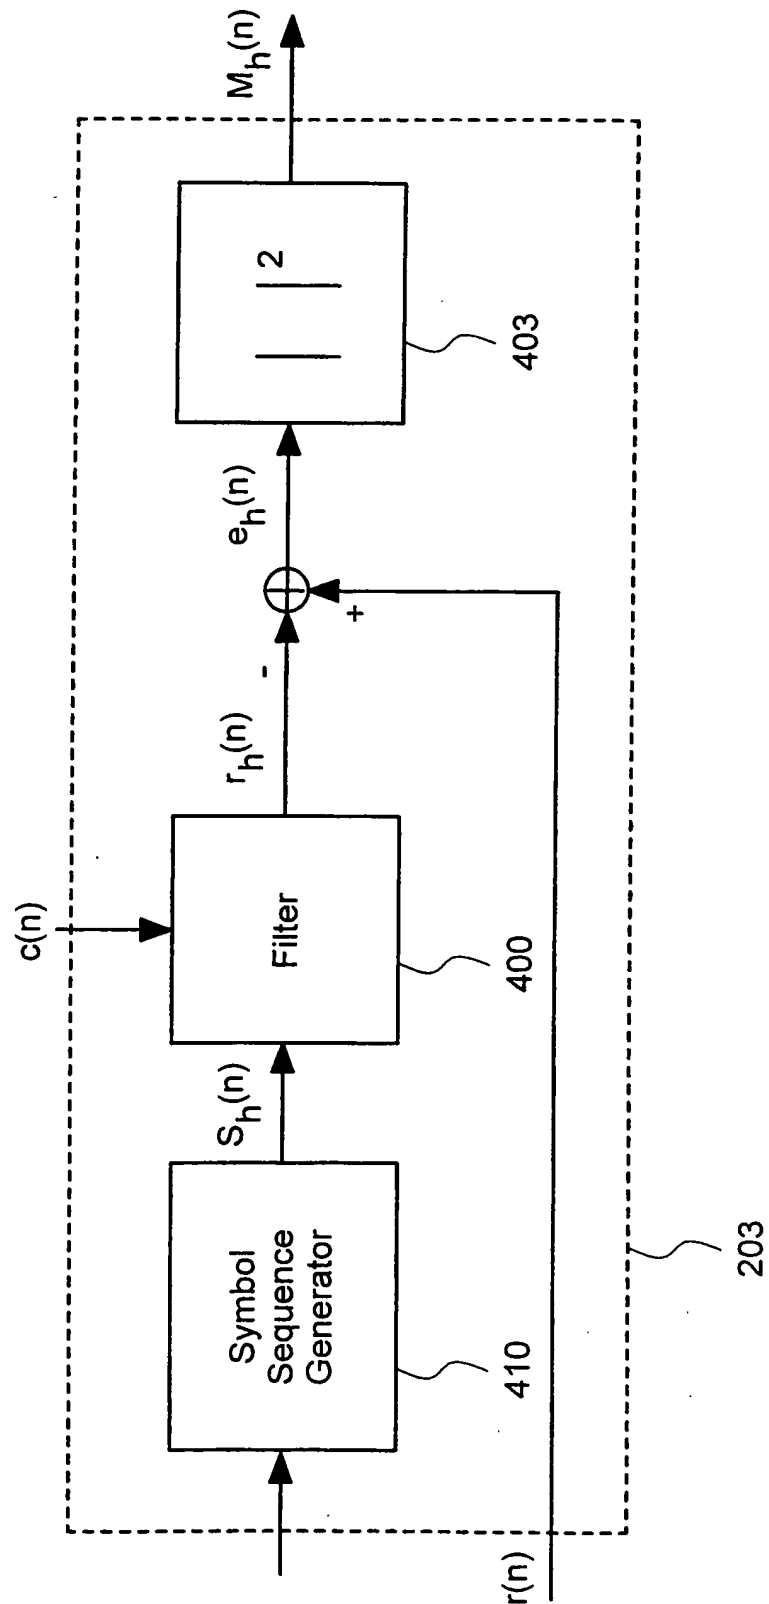 c(n)
Symbol
Sequence
Generator
410
S_h(n)
Filter
400
r_h(n)
-
+
e_h(n)
| |²
403
M_h(n)
r(n)
203